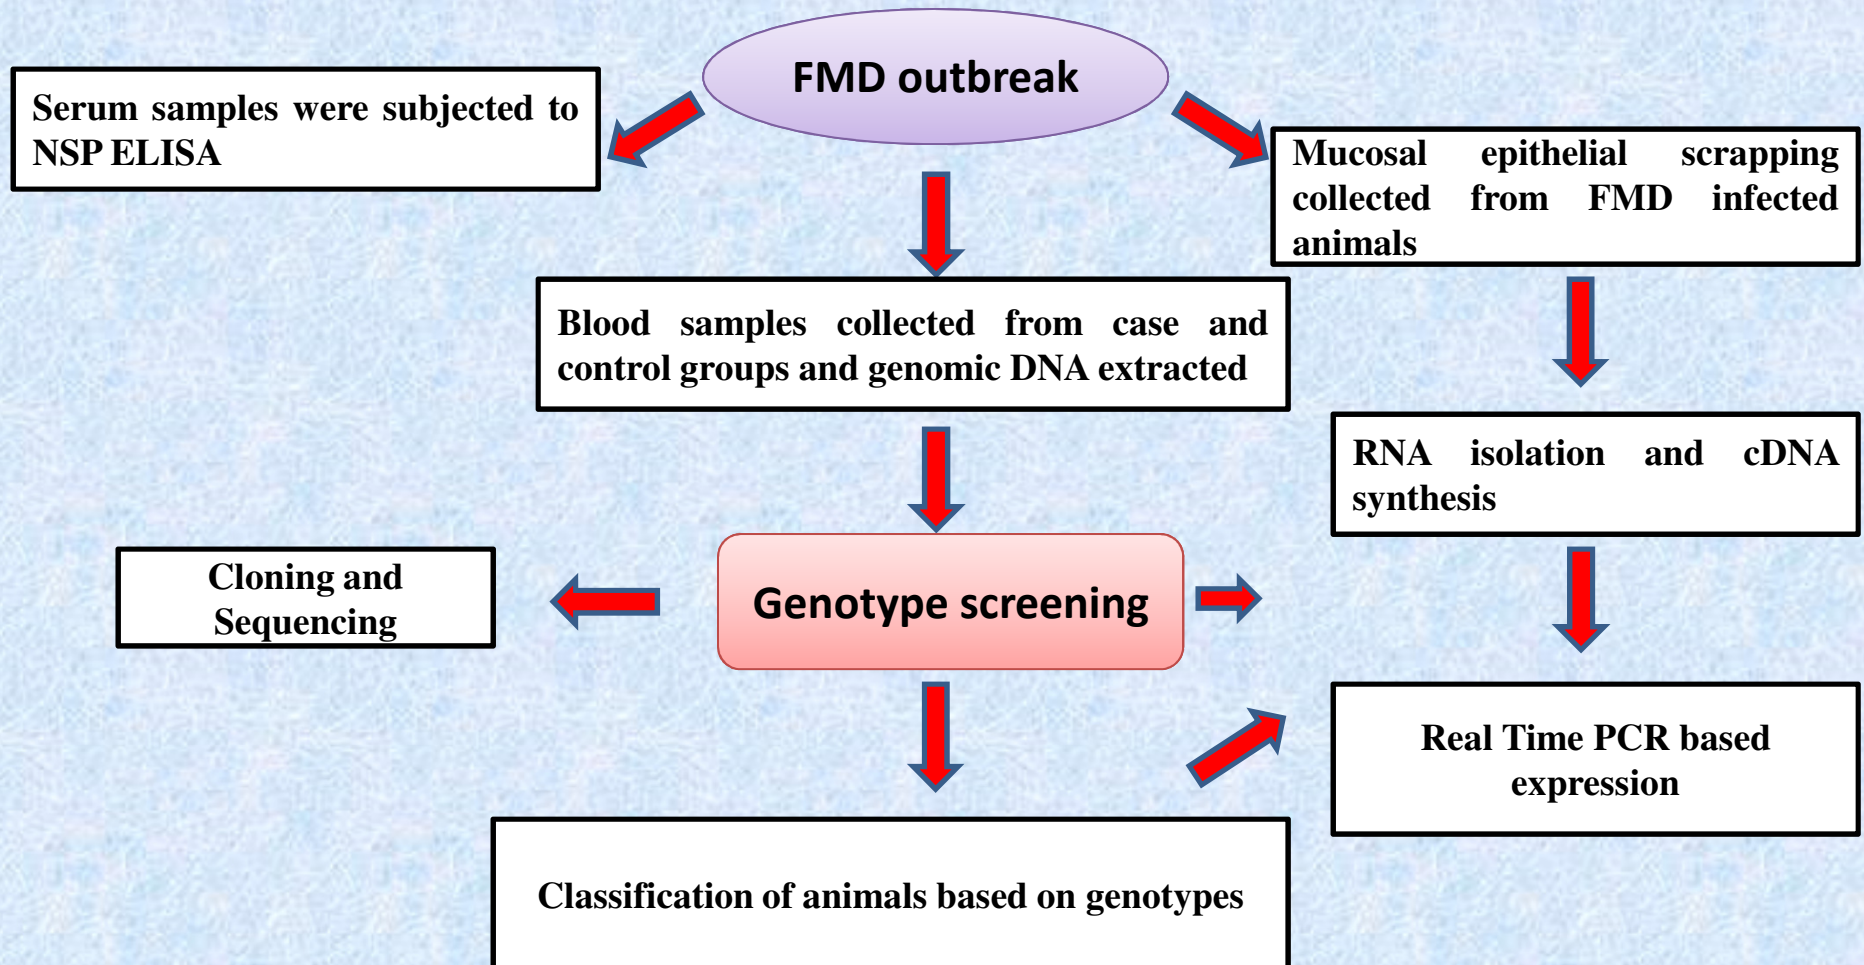 FMD outbreak
Serum samples were subjected to
NSP ELISA
Mucosal epithelial scrapping
collected from FMD infected
animals
Blood samples collected from case and
control groups and genomic DNA extracted
RNA isolation and cDNA
synthesis
Cloning and
Sequencing
Genotype screening
Real Time PCR based
expression
Classification of animals based on genotypes